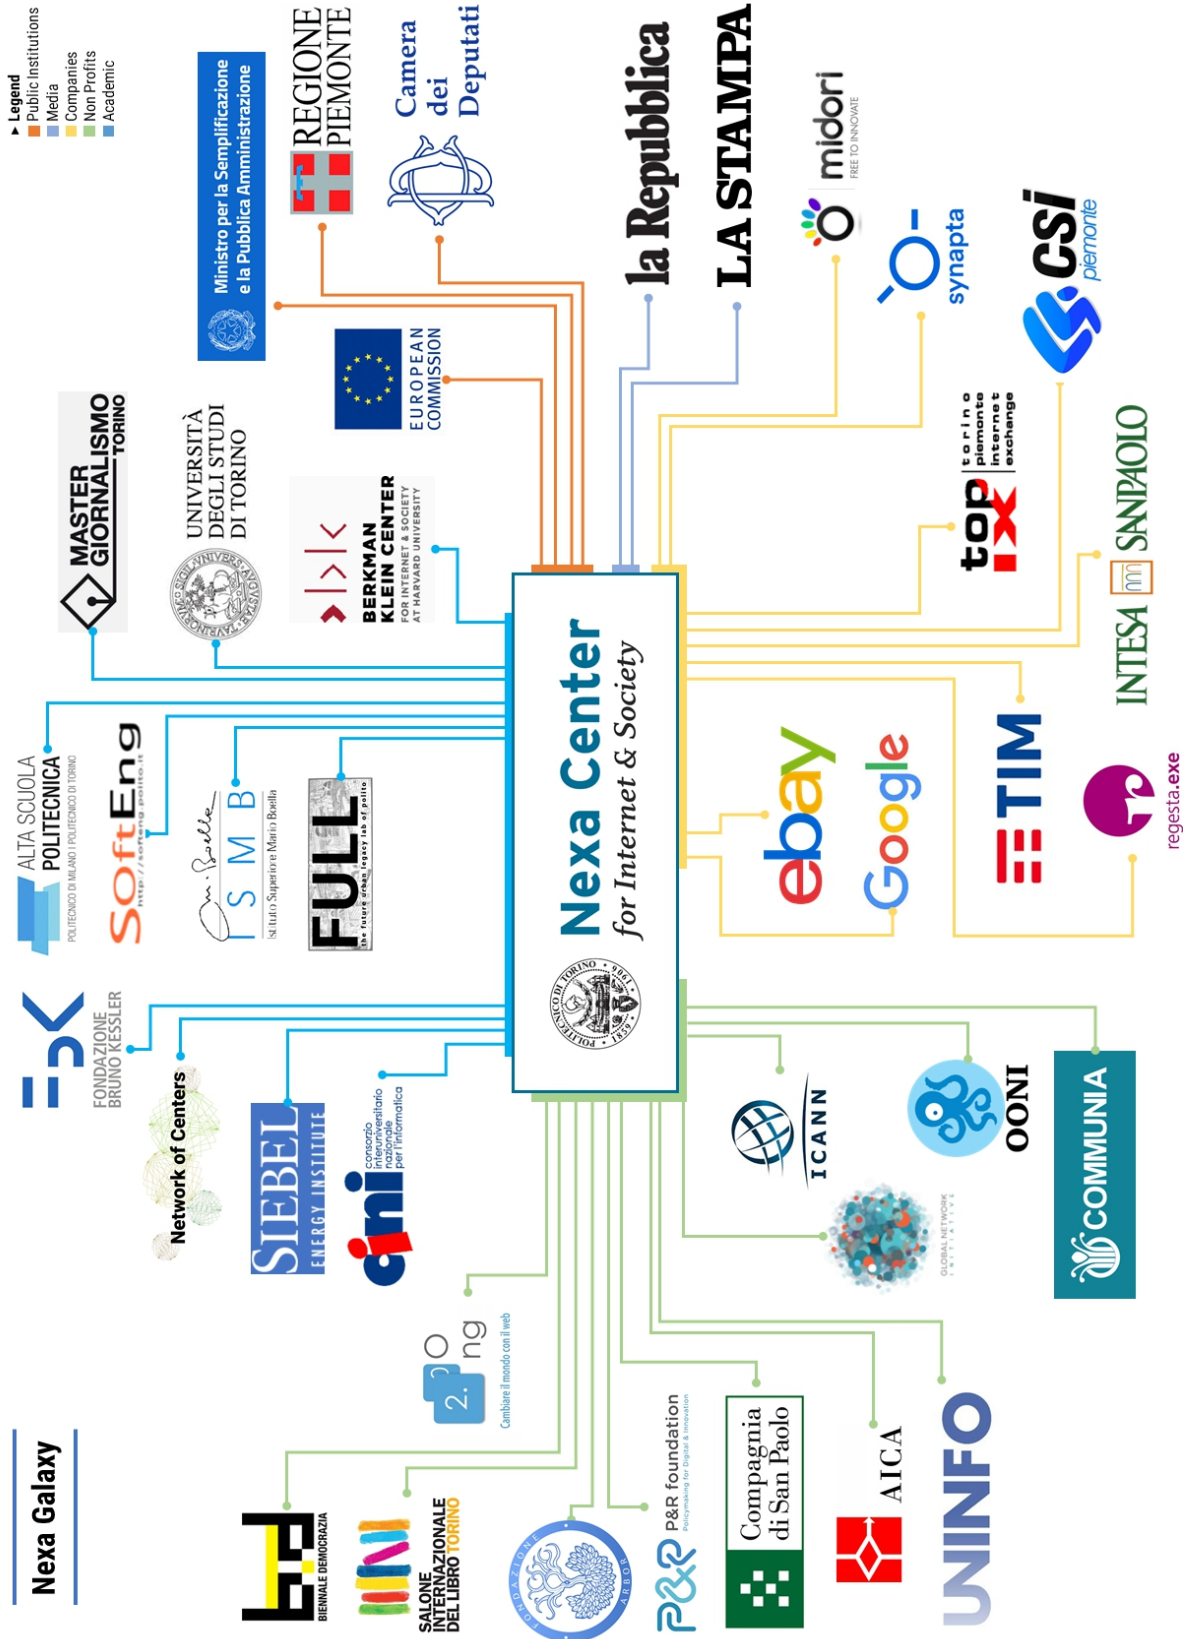 Nexa Galaxy
► Legend
Public Institutions
Media
Companies
Non Profits
Academic
FONDAZIONE
BRUNO KESSLER
ALTA SCUOLA
POLITECNICA
POLITECNICO DI MILANO | POLITECNICO DI TORINO
MASTER
GIORNALISMO
TORINO
Network of Centers
SoftEng
http://softeng.polito.it
UNIVERSITÀ
DEGLI STUDI
DI TORINO
Ministro per la Semplificazione
e la Pubblica Amministrazione
SIEBEL
ENERGY INSTITUTE
ISMB
Istituto Superiore Mario Boella
BERKMAN
KLEIN CENTER
FOR INTERNET & SOCIETY
AT HARVARD UNIVERSITY
REGIONE
PIEMONTE
BIENNALE DEMOCRAZIA
cini
consorzio
interuniversitario
nazionale
per l'informatica
FULL
the future urban legacy lab of polito
EUROPEAN
COMMISSION
Camera
dei
Deputati
SALONE
INTERNAZIONALE
DEL LIBRO TORINO
2.0
ng
Cambiare il mondo con il web
FONDAZIONE
ARBOR
POLITECNICO DI TORINO
1859 • 1906
Nexa Center
for Internet & Society
la Repubblica
P&R
P&R foundation
Policymaking for Digital & Innovation
LA STAMPA
Compagnia
di San Paolo
ICANN
ebay
midori
FREE TO INNOVATE
AICA
GLOBAL NETWORK
INITIATIVE
Google
synapta
UNINFO
OONI
TIM
top
ix
torino
piemonte
internet
exchange
csi
piemonte
COMMUNIA
regesta.exe
INTESA SANPAOLO